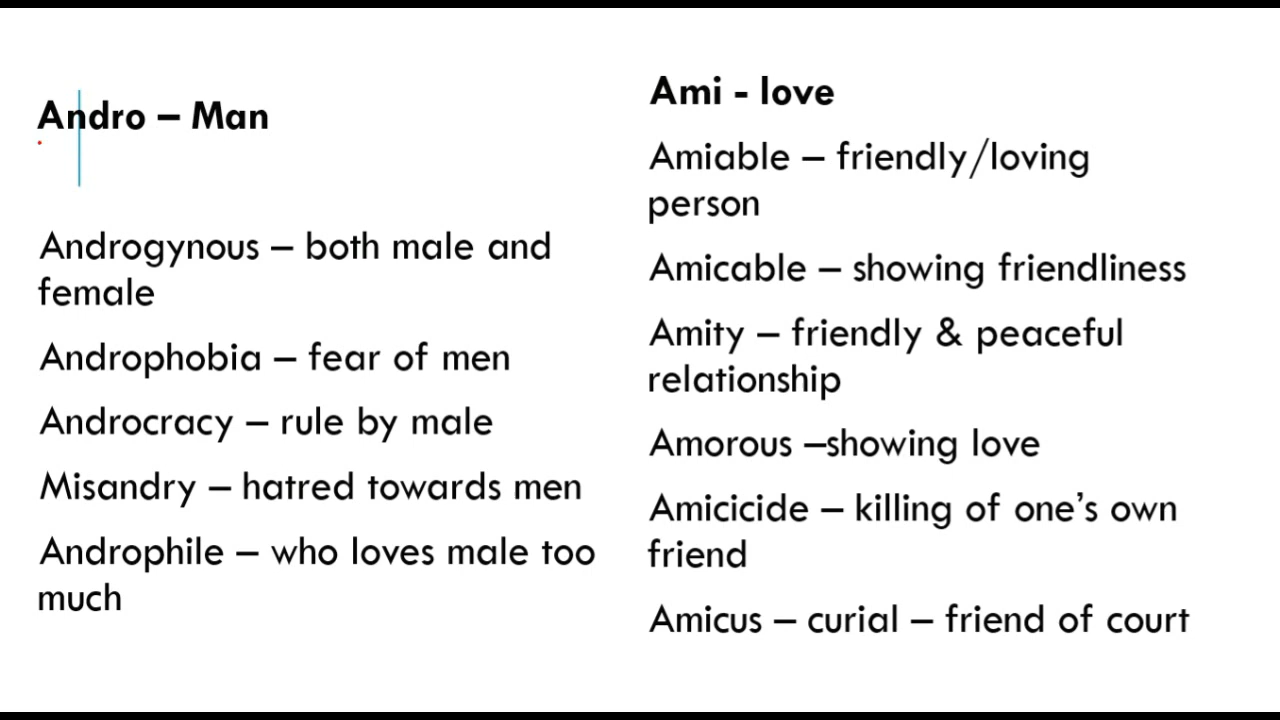 Andro – Man
Androgynous – both male and
female
Androphobia – fear of men
Androcracy – rule by male
Misandry – hatred towards men
Androphile – who loves male too
much
Ami - love
Amiable – friendly/loving
person
Amicable – showing friendliness
Amity – friendly & peaceful
relationship
Amorous –showing love
Amicicide – killing of one’s own
friend
Amicus – curial – friend of court